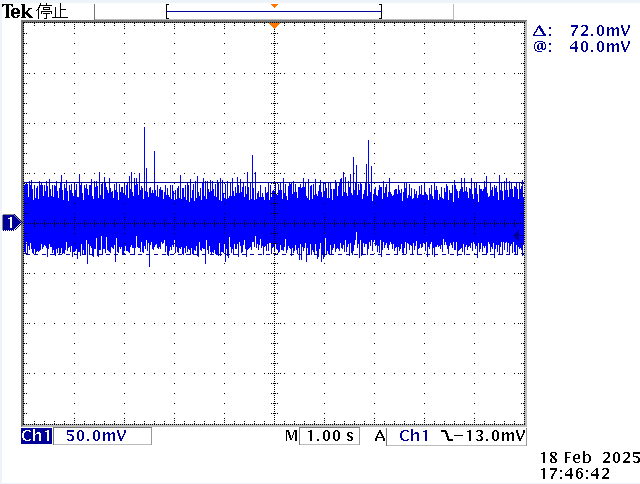 Tek 停止
Δ: 72.0mV
@: 40.0mV
1
Ch1 50.0mV M 1.00 s A Ch1 -13.0mV
18 Feb 2025
17:46:42